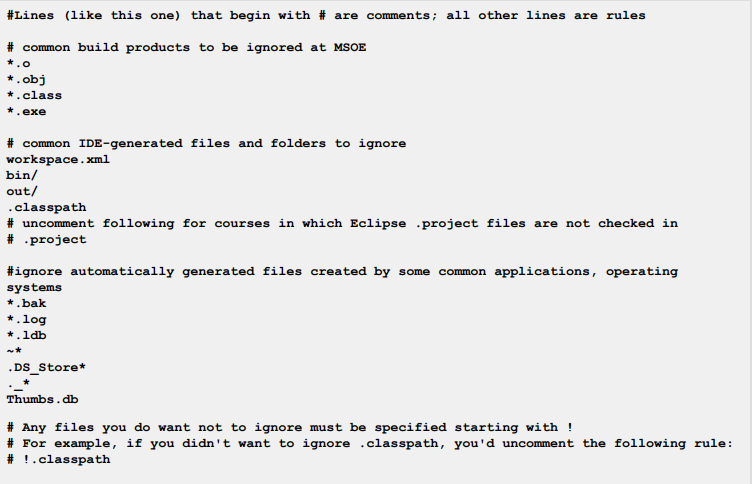 #Lines (like this one) that begin with # are comments; all other lines are rules
# common build products to be ignored at MSOE
*.o
*.obj
*.class
*.exe
# common IDE-generated files and folders to ignore
workspace.xml
bin/
out/
.classpath
# uncomment following for courses in which Eclipse .project files are not checked in
# .project
#ignore automatically generated files created by some common applications, operating
systems
*.bak
*.log
*.ldb
~*
.DS_Store*
._*
Thumbs.db
# Any files you do want not to ignore must be specified starting with !
# For example, if you didn't want to ignore .classpath, you'd uncomment the following rule:
# !.classpath